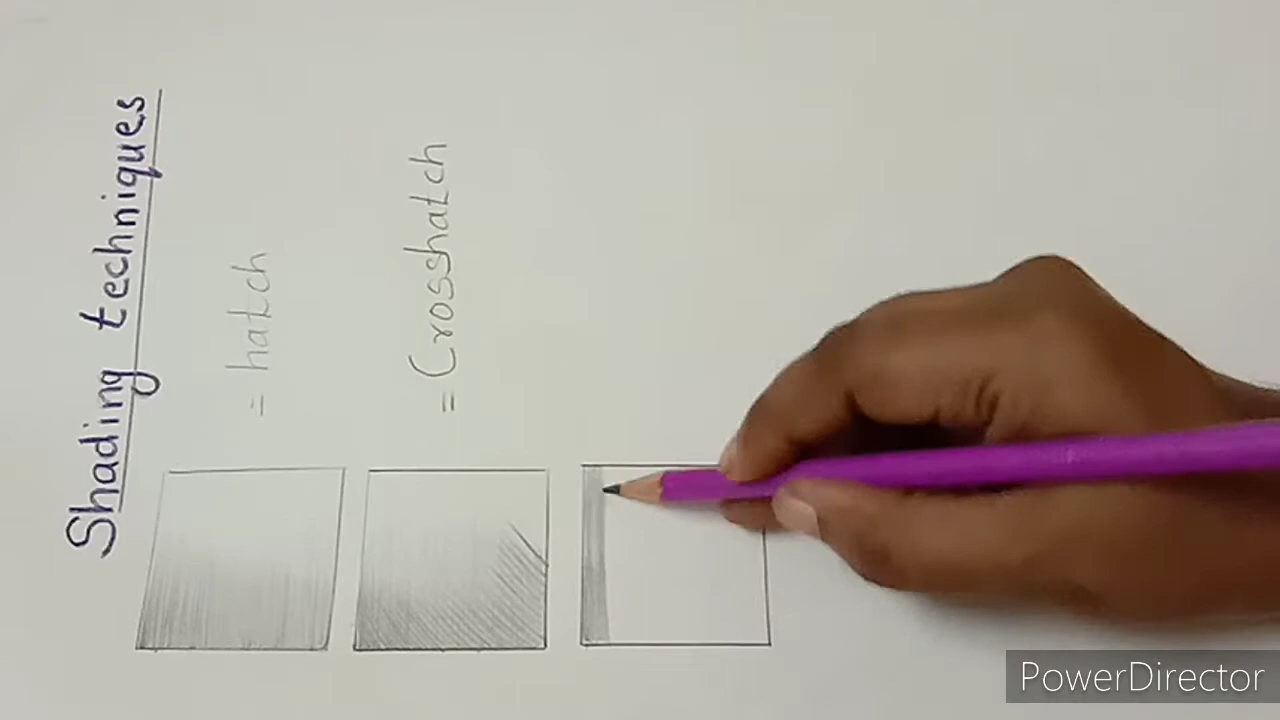 Shading techniques
= hatch
= Crosshatch
PowerDirector